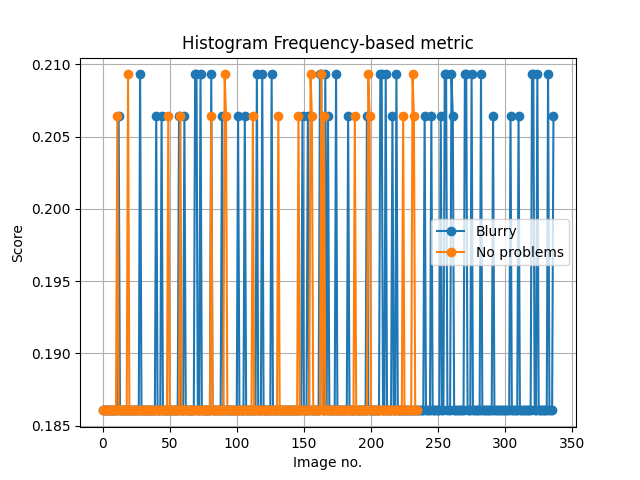 Histogram Frequency-based metric
0.210
0.205
0.200
0.195
0.190
0.185
Score
Blurry
No problems
0 50 100 150 200 250 300 350
Image no.